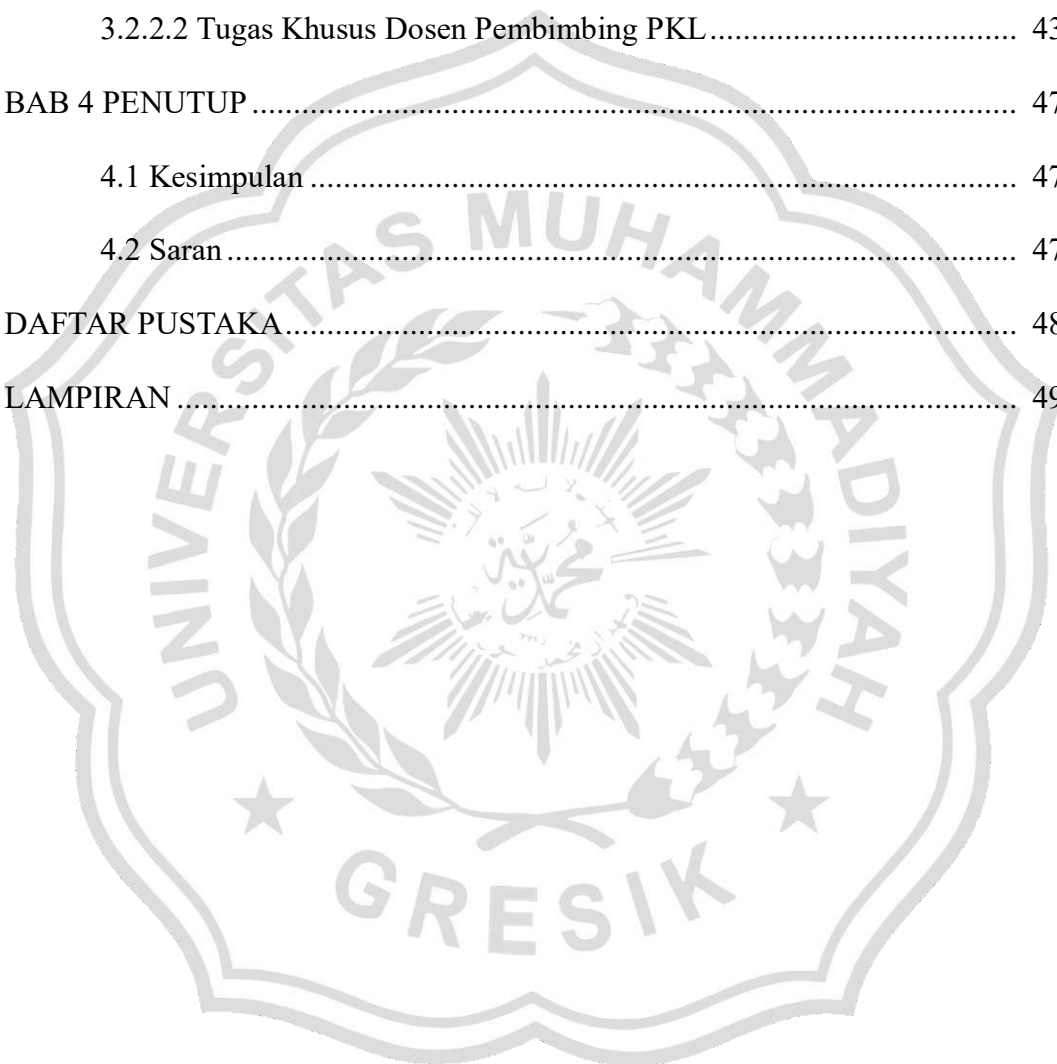 3.2.2.2 Tugas Khusus Dosen Pembimbing PKL.................................. 43
BAB 4 PENUTUP ..................................................................................... 47
4.1 Kesimpulan ............................................................................... 47
4.2 Saran ........................................................................................ 47
DAFTAR PUSTAKA.................................................................................. 48
LAMPIRAN .............................................................................................. 49
UNIVERSITAS MUHAMMADIYAH
محمد
GRESIK